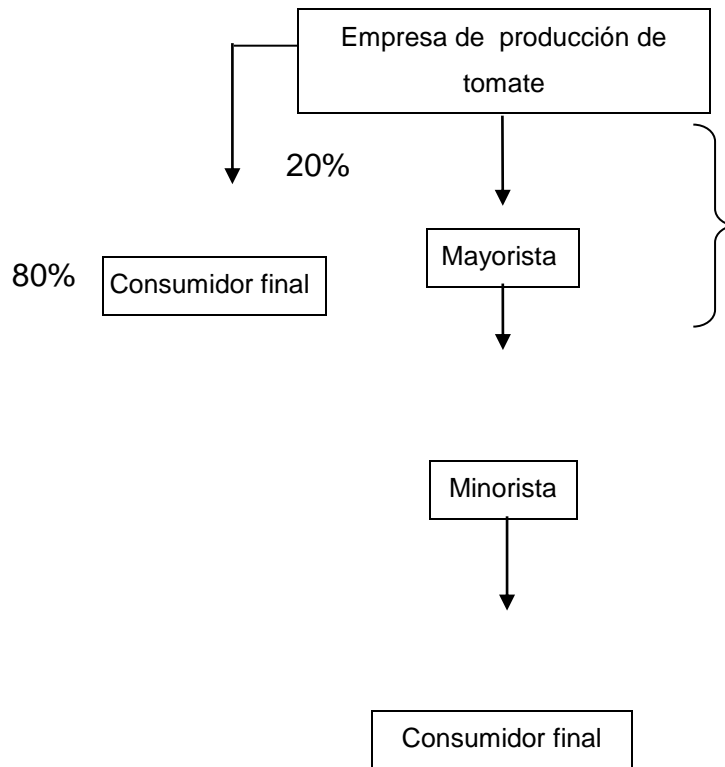 Empresa de producción de
tomate
20%
Mayorista
80%
Consumidor final
Minorista
Consumidor final